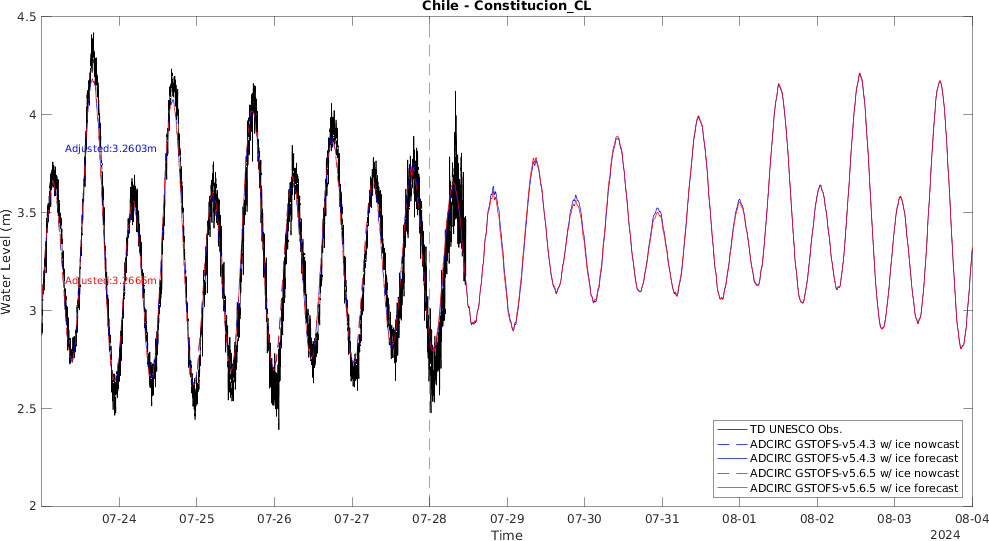 Chile - Constitucion_CL
4.5
4
3.5
3
2.5
2
Water Level (m)
Adjusted:3.2603m
Adjusted:3.2666m
TD UNESCO Obs.
ADCIRC GSTOFS-v5.4.3 w/ ice nowcast
ADCIRC GSTOFS-v5.4.3 w/ ice forecast
ADCIRC GSTOFS-v5.6.5 w/ ice nowcast
ADCIRC GSTOFS-v5.6.5 w/ ice forecast
07-24 07-25 07-26 07-27 07-28 07-29 07-30 07-31 08-01 08-02 08-03 08-04
Time
2024